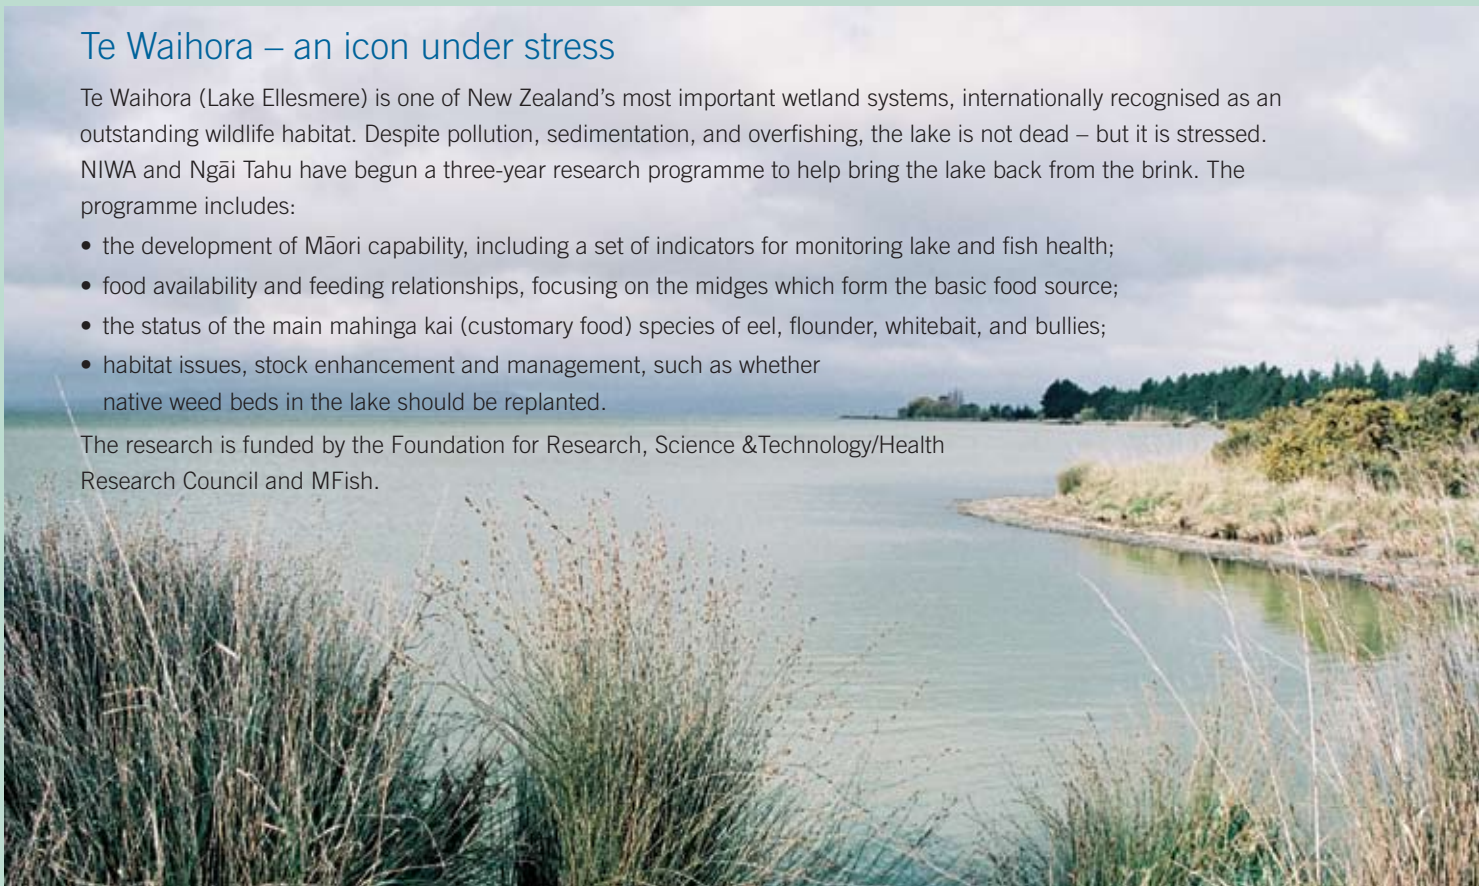 Te Waihora – an icon under stress
Te Waihora (Lake Ellesmere) is one of New Zealand's most important wetland systems, internationally recognised as an
outstanding wildlife habitat. Despite pollution, sedimentation, and overfishing, the lake is not dead – but it is stressed.
NIWA and Ngāi Tahu have begun a three-year research programme to help bring the lake back from the brink. The
programme includes:
• the development of Māori capability, including a set of indicators for monitoring lake and fish health;
• food availability and feeding relationships, focusing on the midges which form the basic food source;
• the status of the main mahinga kai (customary food) species of eel, flounder, whitebait, and bullies;
• habitat issues, stock enhancement and management, such as whether
native weed beds in the lake should be replanted.
The research is funded by the Foundation for Research, Science &Technology/Health
Research Council and MFish.